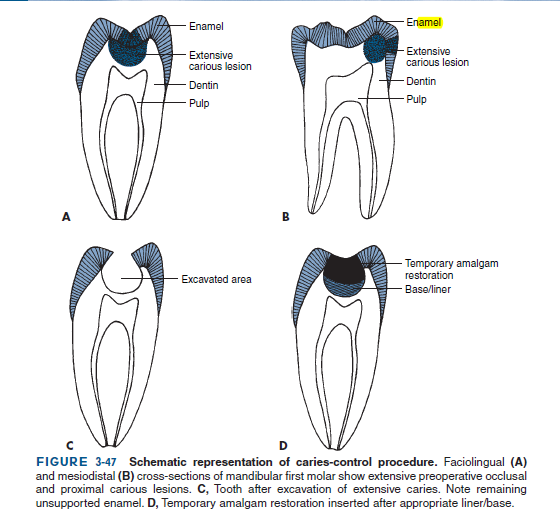 Enamel
Extensive
carious lesion
Dentin
Pulp
A
Enamel
Extensive
carious lesion
Dentin
Pulp
B
Excavated area
C
Temporary amalgam
restoration
Base/liner
D
FIGURE 3-47 Schematic representation of caries-control procedure. Faciolingual (A)
and mesiodistal (B) cross-sections of mandibular first molar show extensive preoperative occlusal
and proximal carious lesions. C, Tooth after excavation of extensive caries. Note remaining
unsupported enamel. D, Temporary amalgam restoration inserted after appropriate liner/base.